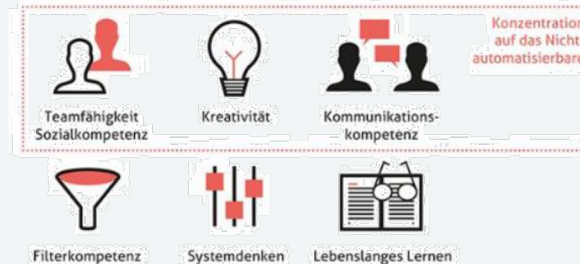 Konzentration
auf das Nicht-
automatisierbare
Teamfähigkeit
Sozialkompetenz
Kreativität
Kommunikations-
kompetenz
Filterkompetenz
Systemdenken
Lebenslanges Lernen